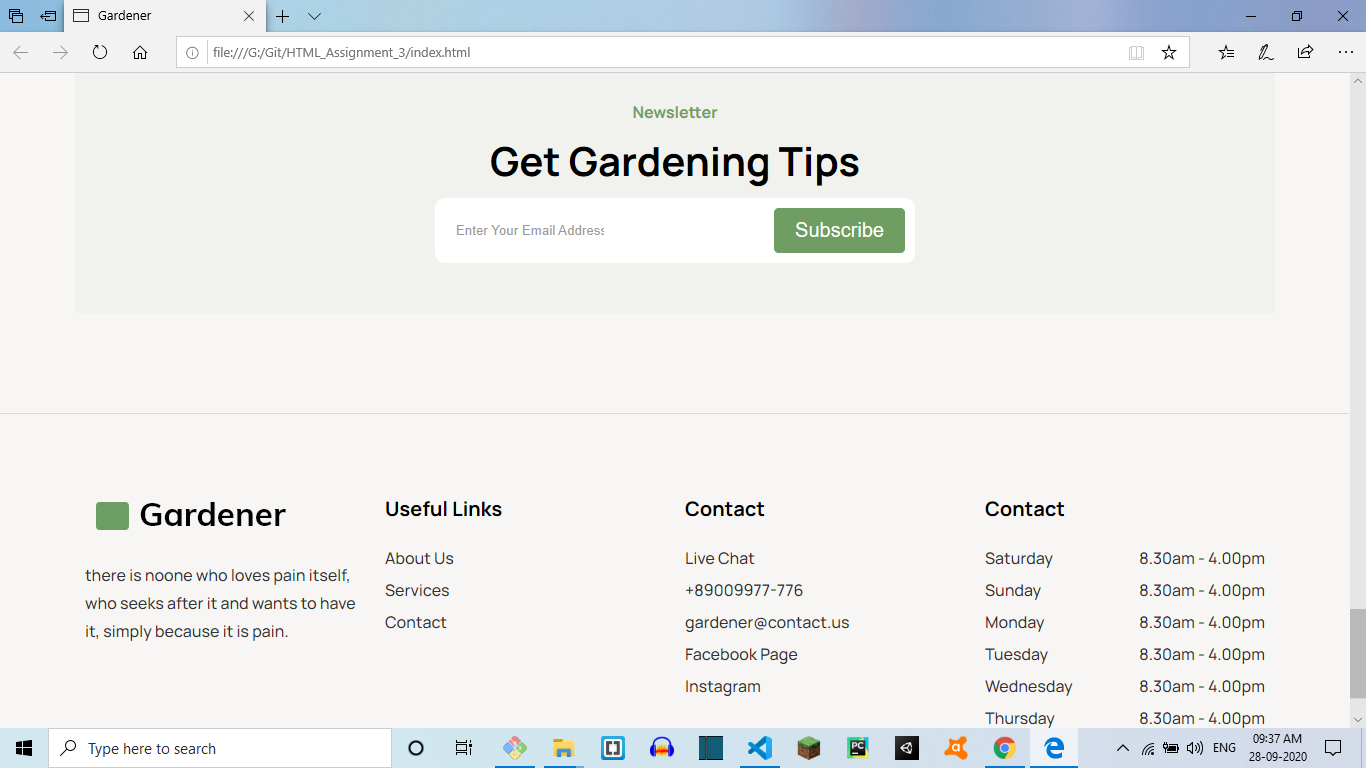 Gardener
file:///G:/Git/HTML_Assignment_3/index.html
Newsletter
Get Gardening Tips
Enter Your Email Address
Subscribe
Gardener
there is noone who loves pain itself,
who seeks after it and wants to have
it, simply because it is pain.
Useful Links
About Us
Services
Contact
Contact
Live Chat
+89009977-776
gardener@contact.us
Facebook Page
Instagram
Contact
Saturday 8.30am - 4.00pm
Sunday 8.30am - 4.00pm
Monday 8.30am - 4.00pm
Tuesday 8.30am - 4.00pm
Wednesday 8.30am - 4.00pm
Thursday 8.30am - 4.00pm
Type here to search
PC
ENG
09:37 AM
28-09-2020